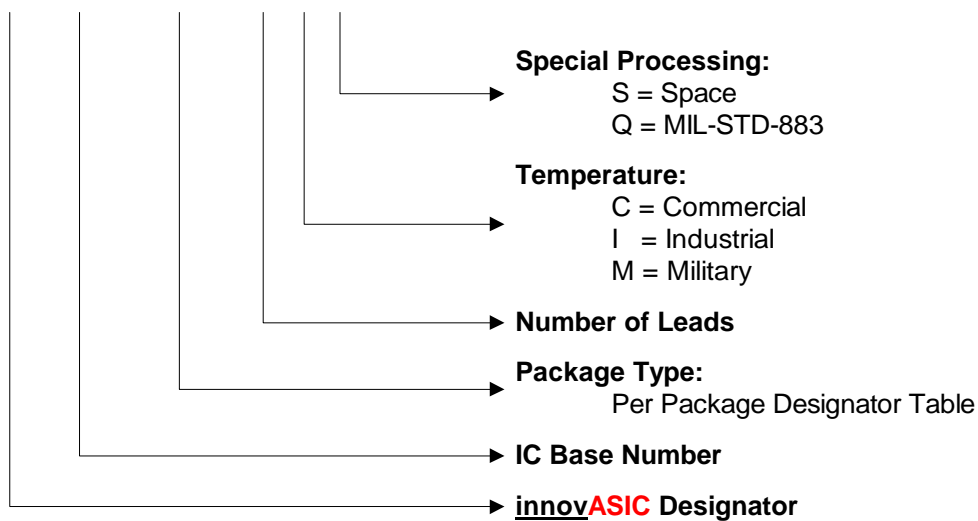 Special Processing:
S = Space
Q = MIL-STD-883
Temperature:
C = Commercial
I = Industrial
M = Military
Number of Leads
Package Type:
Per Package Designator Table
IC Base Number
innovASIC Designator